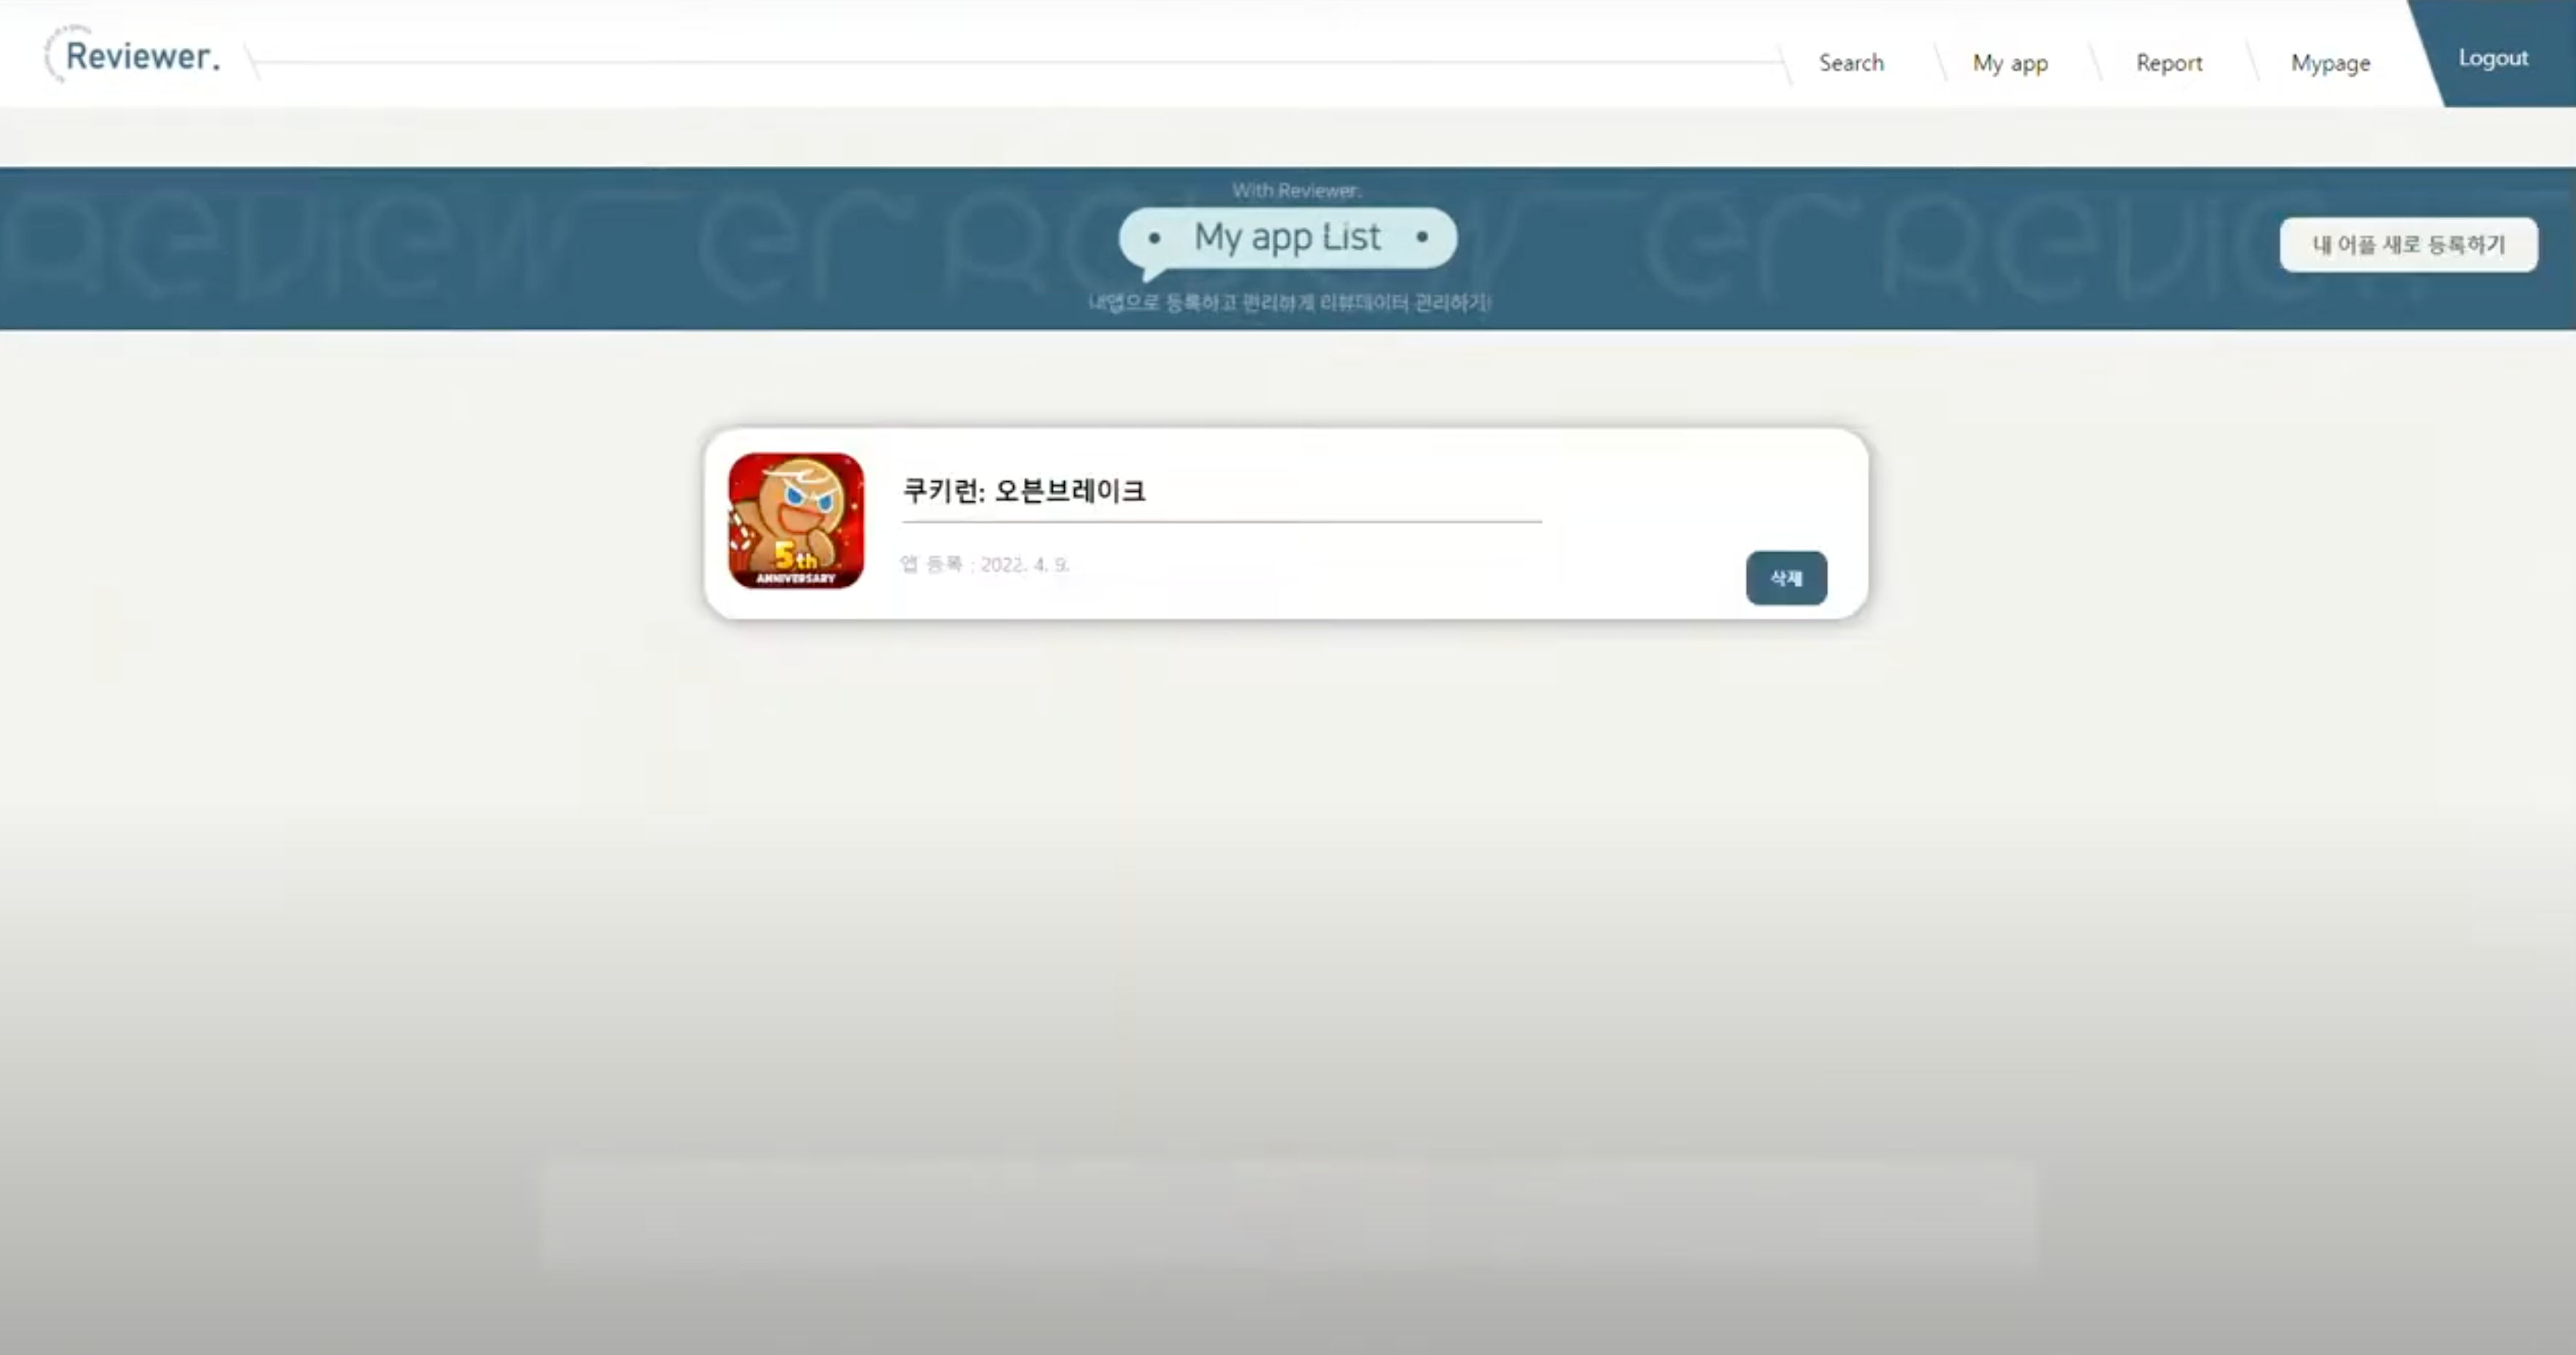 Reviewer.
Search
My app
Report
Mypage
Logout
With Reviewer.
My app List
내 어플 새로 등록하기
내앱으로 등록하고 편리하게 리뷰데이터 관리하기!
Reviewer Reviewer Review
쿠키런: 오븐브레이크
앱 등록 : 2022. 4. 9.
5th
ANNIVERSARY
삭제